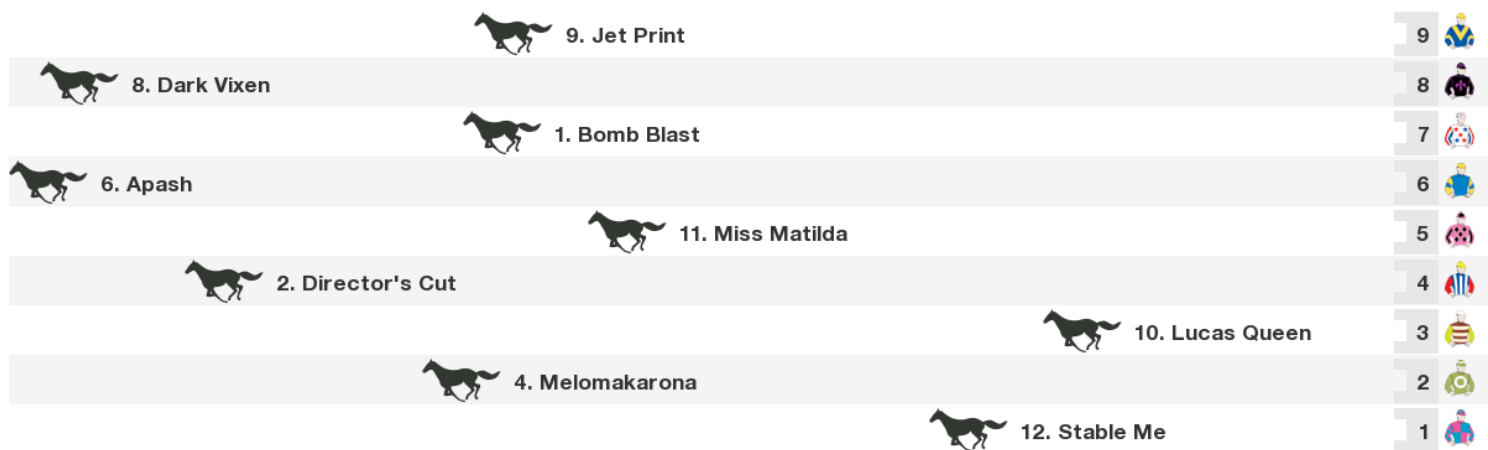 9. Jet Print 9
8. Dark Vixen 8
1. Bomb Blast 7
6. Apash 6
11. Miss Matilda 5
2. Director's Cut 4
10. Lucas Queen 3
4. Melomakarona 2
12. Stable Me 1